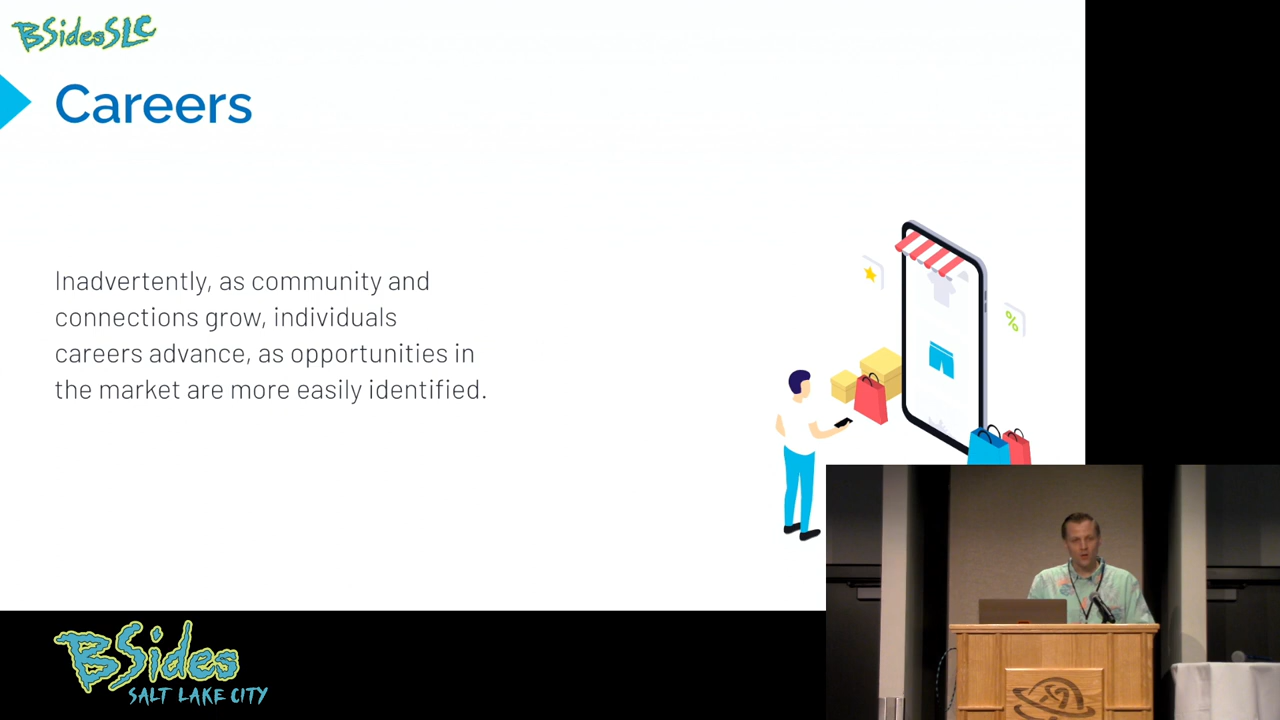 BSidesSLC
Careers
Inadvertently, as community and
connections grow, individuals
careers advance, as opportunities in
the market are more easily identified.
%
BSides
SALT LAKE CITY